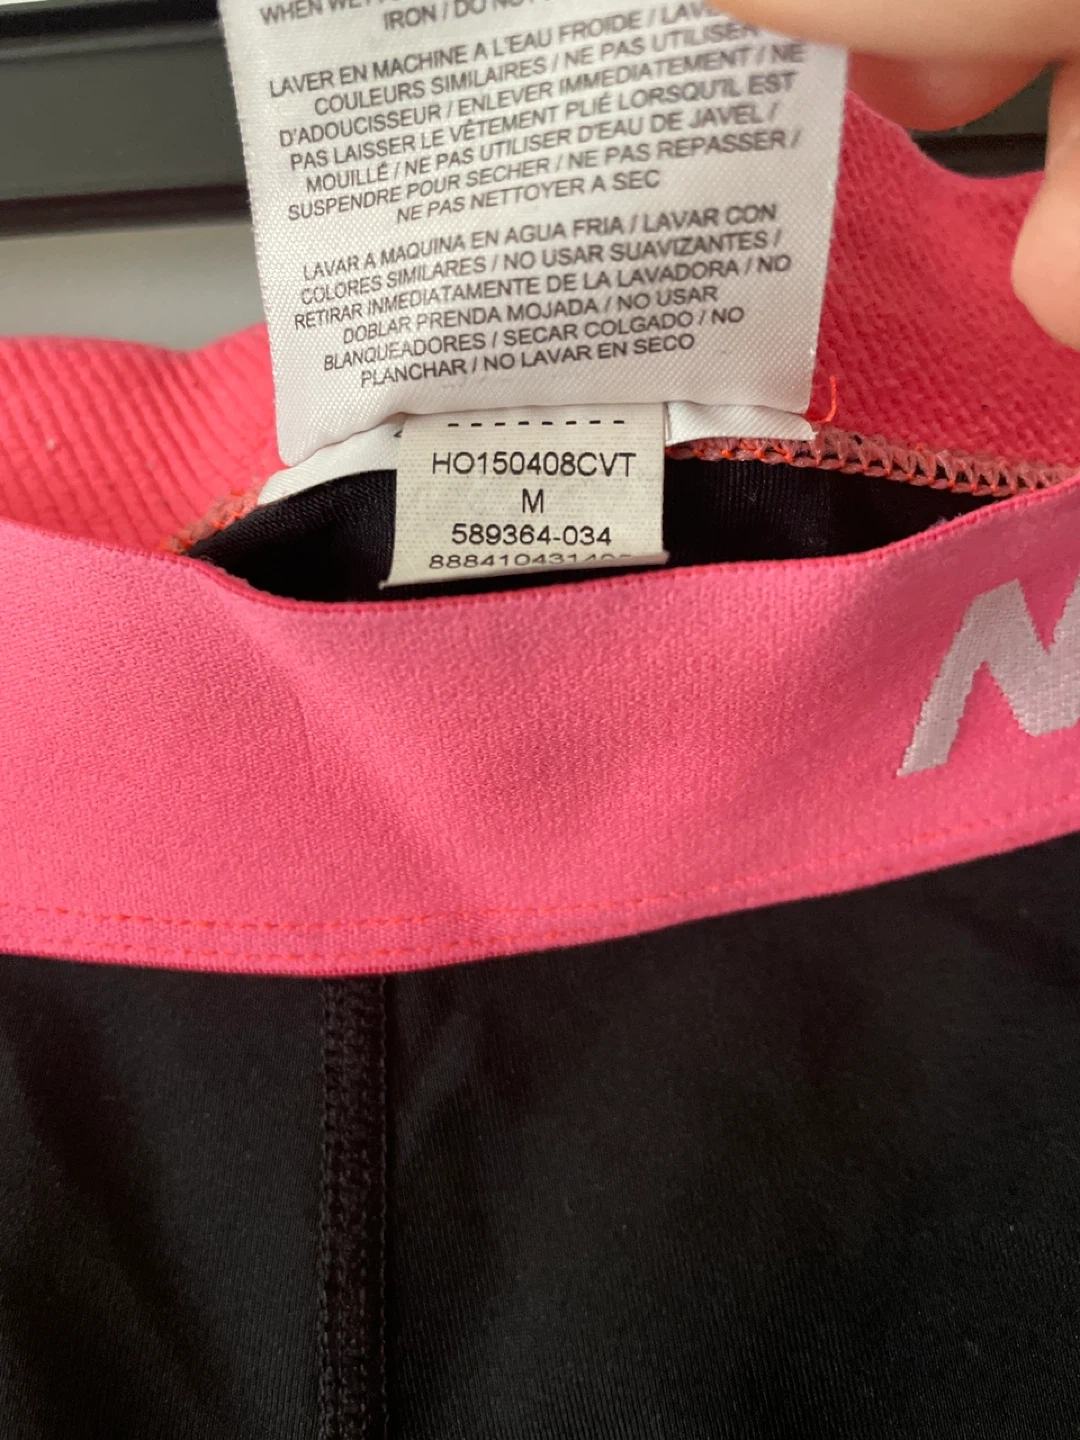 WHEN WET
IRON / DO NOT
LAVER EN MACHINE A L'EAU FROIDE / LAVER
COULEURS SIMILAIRES / NE PAS UTILISER
D'ADOUCISSEUR / ENLEVER IMMEDIATEMENT / NE
PAS LAISSER LE VÊTEMENT PLIÉ LORSQU'IL EST
MOUILLÉ / NE PAS UTILISER D'EAU DE JAVEL /
SUSPENDRE POUR SECHER / NE PAS REPASSER /
NE PAS NETTOYER A SEC
LAVAR A MAQUINA EN AGUA FRIA / LAVAR CON
COLORES SIMILARES / NO USAR SUAVIZANTES /
RETIRAR INMEDIATAMENTE DE LA LAVADORA / NO
DOBLAR PRENDA MOJADA / NO USAR
BLANQUEADORES / SECAR COLGADO / NO
PLANCHAR / NO LAVAR EN SECO
HO150408CVT
M
589364-034